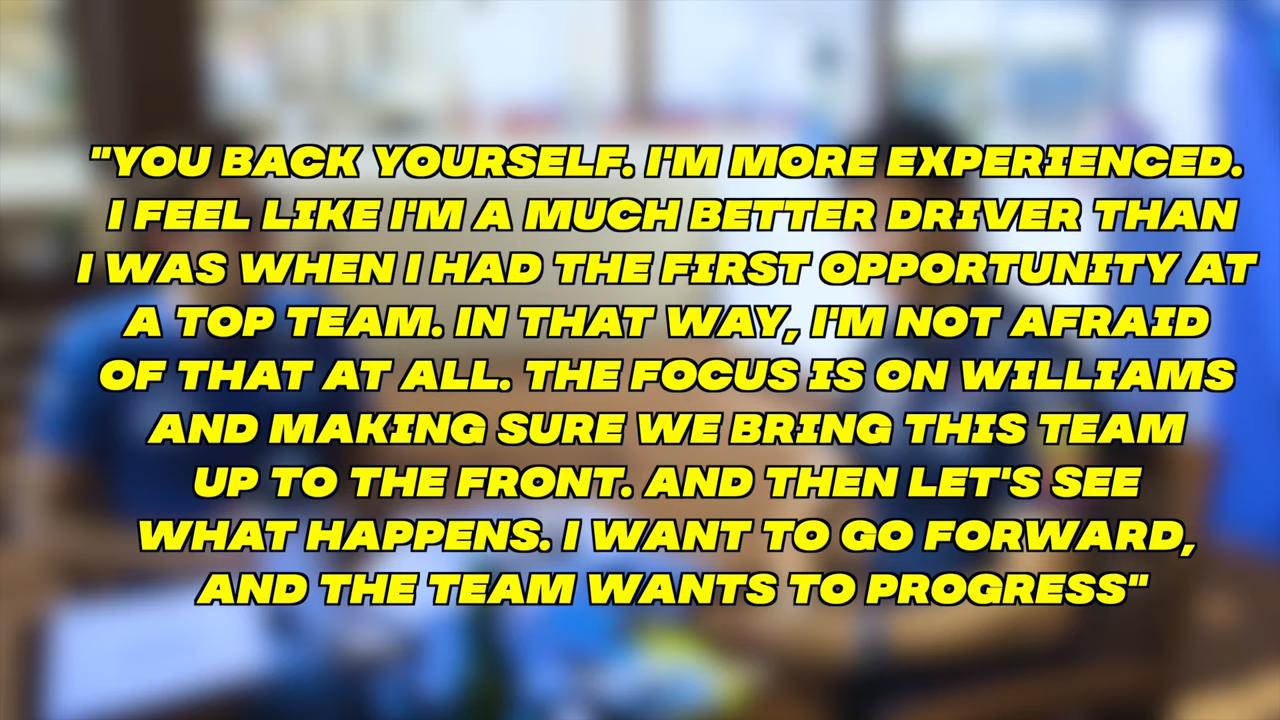 "YOU BACK YOURSELF. I'M MORE EXPERIENCED.
I FEEL LIKE I'M A MUCH BETTER DRIVER THAN
I WAS WHEN I HAD THE FIRST OPPORTUNITY AT
A TOP TEAM. IN THAT WAY, I'M NOT AFRAID
OF THAT AT ALL. THE FOCUS IS ON WILLIAMS
AND MAKING SURE WE BRING THIS TEAM
UP TO THE FRONT. AND THEN LET'S SEE
WHAT HAPPENS. I WANT TO GO FORWARD,
AND THE TEAM WANTS TO PROGRESS"